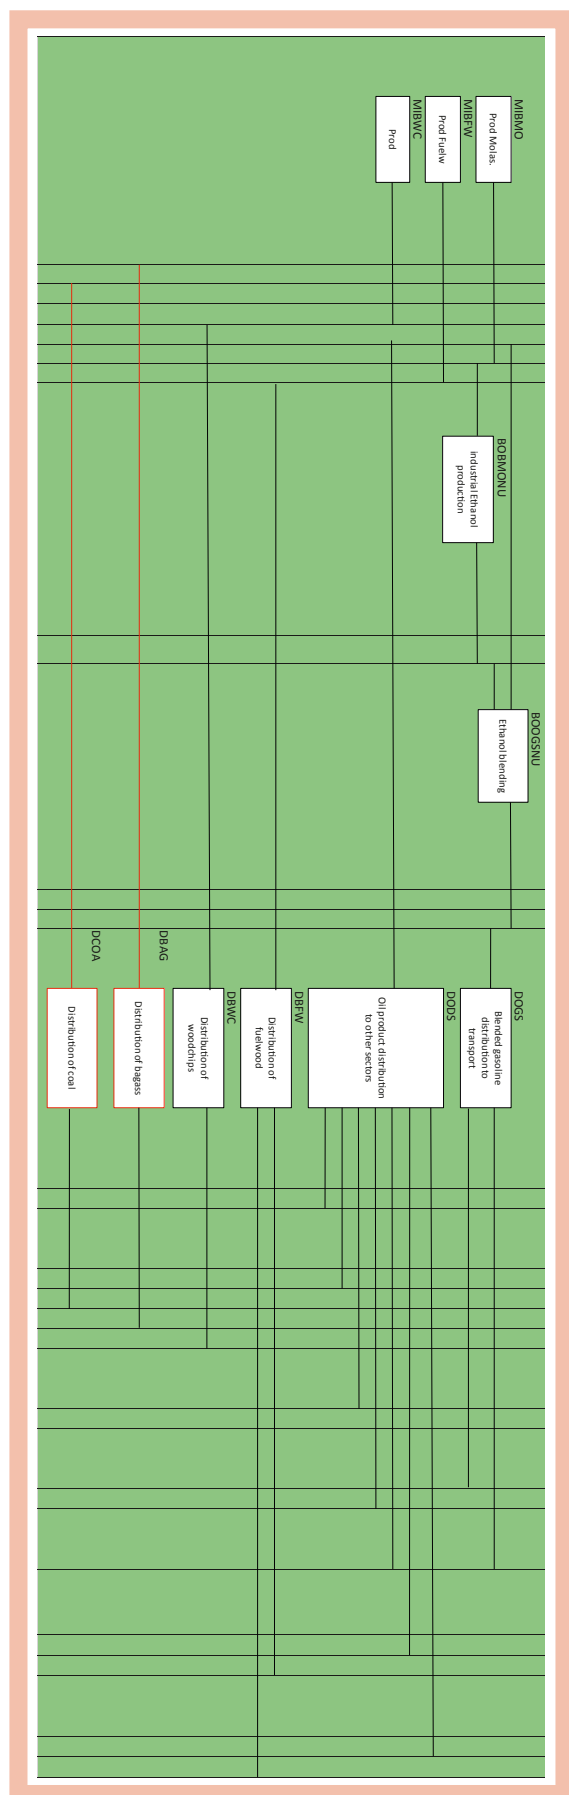 MIBMO
Prod Molas.
MIBFW
Prod Fuelw
MIBWC
Prod
BOBMONU
industrial Ethanol
production
BOOGSNU
Ethanol blending
DOGS
Blended gasoline
distribution to
transport
DODS
Oil product distribution
to other sectors
DBFW
Distribution of
fuelwood
DBWC
Distribution of
woodchips
DBAG
Distribution of bagass
DCOA
Distribution of coal